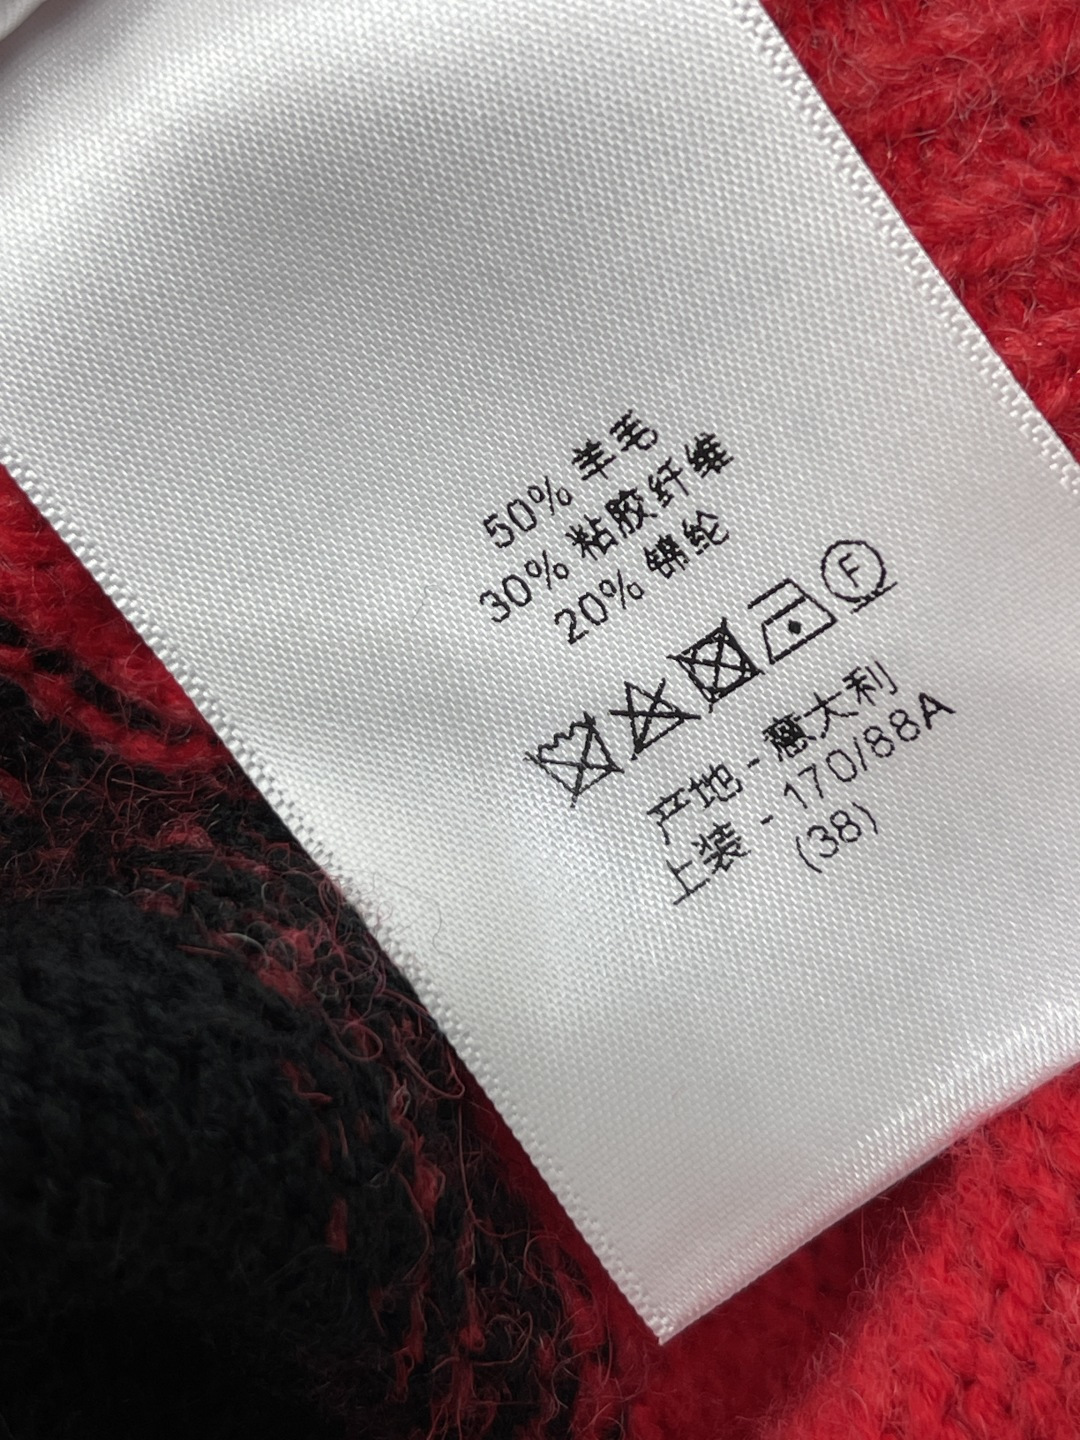 50% 羊毛
30% 粘胶纤维
20% 锦纶
F
产地 - 意大利
上装 - 170/88A
(38)